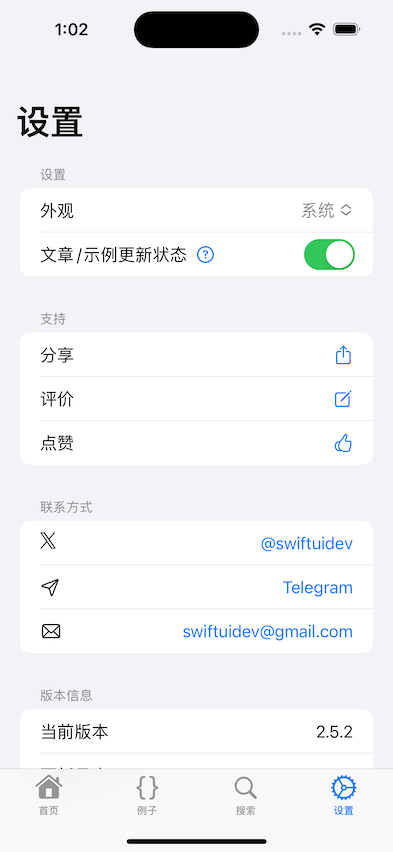 1:02
设置
设置
外观 系统
文章/示例更新状态 ?
支持
分享
评价
点赞
联系方式
@swiftuidev
Telegram
swiftuidev@gmail.com
版本信息
当前版本 2.5.2
首页 例子 搜索 设置